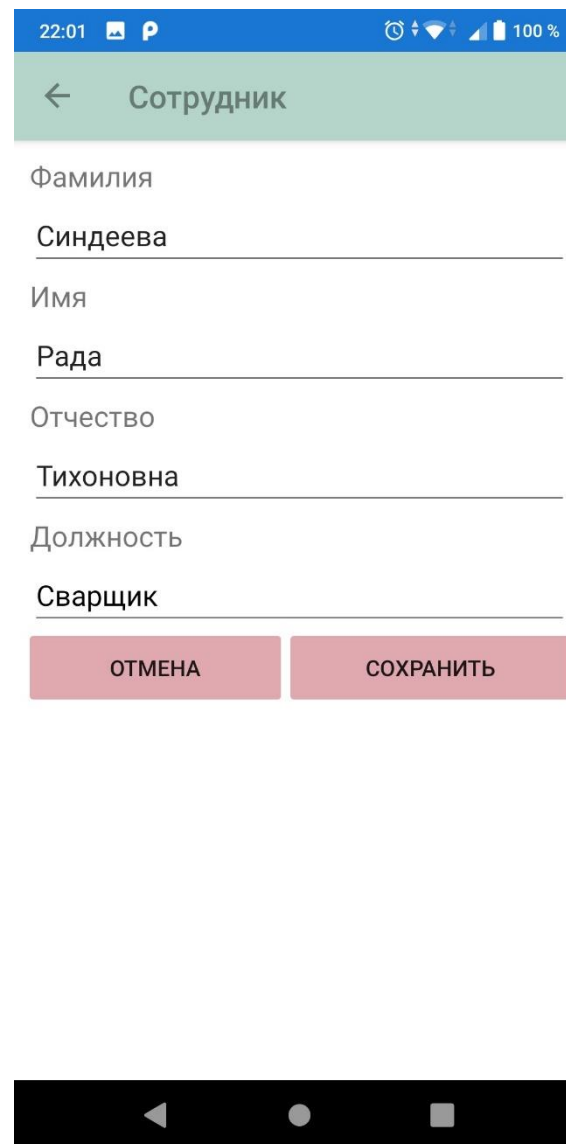 22:01 100 %
Сотрудник
Фамилия
Синдеева
Имя
Рада
Отчество
Тихоновна
Должность
Сварщик
ОТМЕНА СОХРАНИТЬ